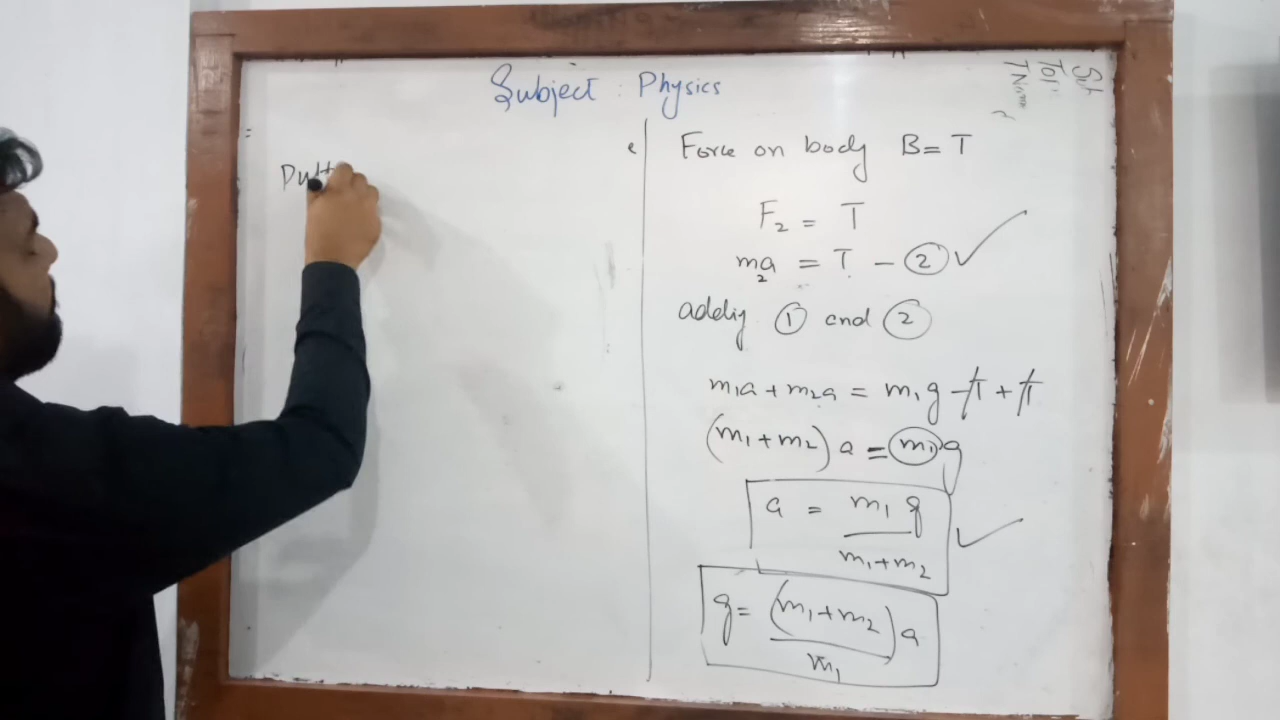 Subject : Physics
Putt
Force on body B = T
F₂ = T
m₂a = T - ②
adding ① and ②
m₁a + m₂a = m₁g - T + T
(m₁ + m₂) a = m₁g
a = m₁ g / m₁ + m₂
g = (m₁ + m₂) / m₁ a